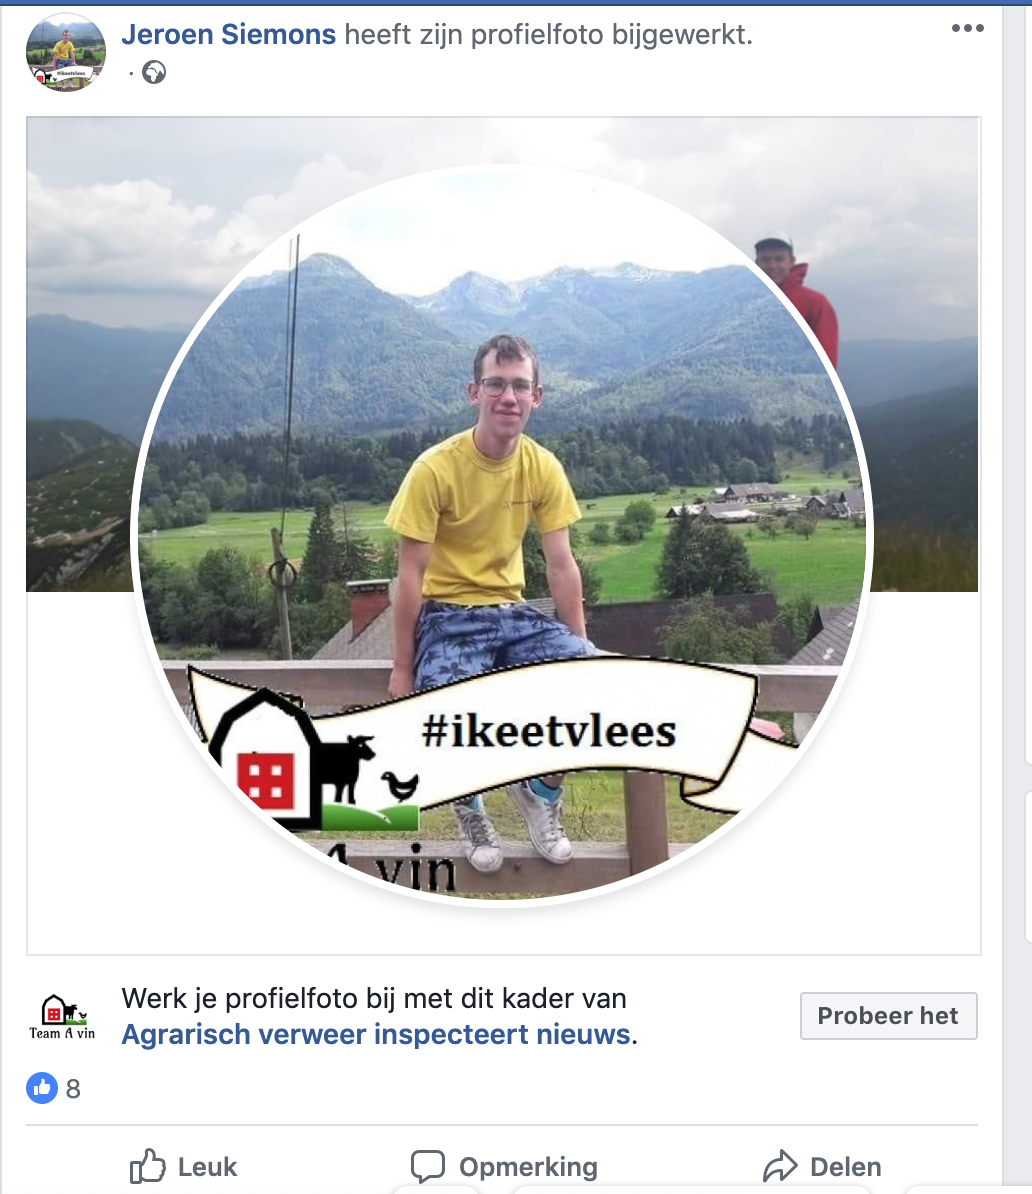 Jeroen Siemons heeft zijn profielfoto bijgewerkt.
#ikeetvlees
A vin
Werk je profielfoto bij met dit kader van
Agrarisch verweer inspecteert nieuws.
Team A vin
Probeer het
8
Leuk
Opmerking
Delen